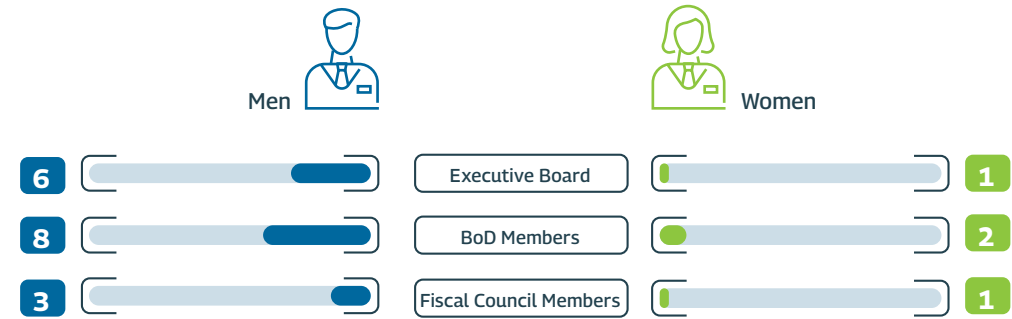 Men
Women
6 Executive Board 1
8 BoD Members 2
3 Fiscal Council Members 1